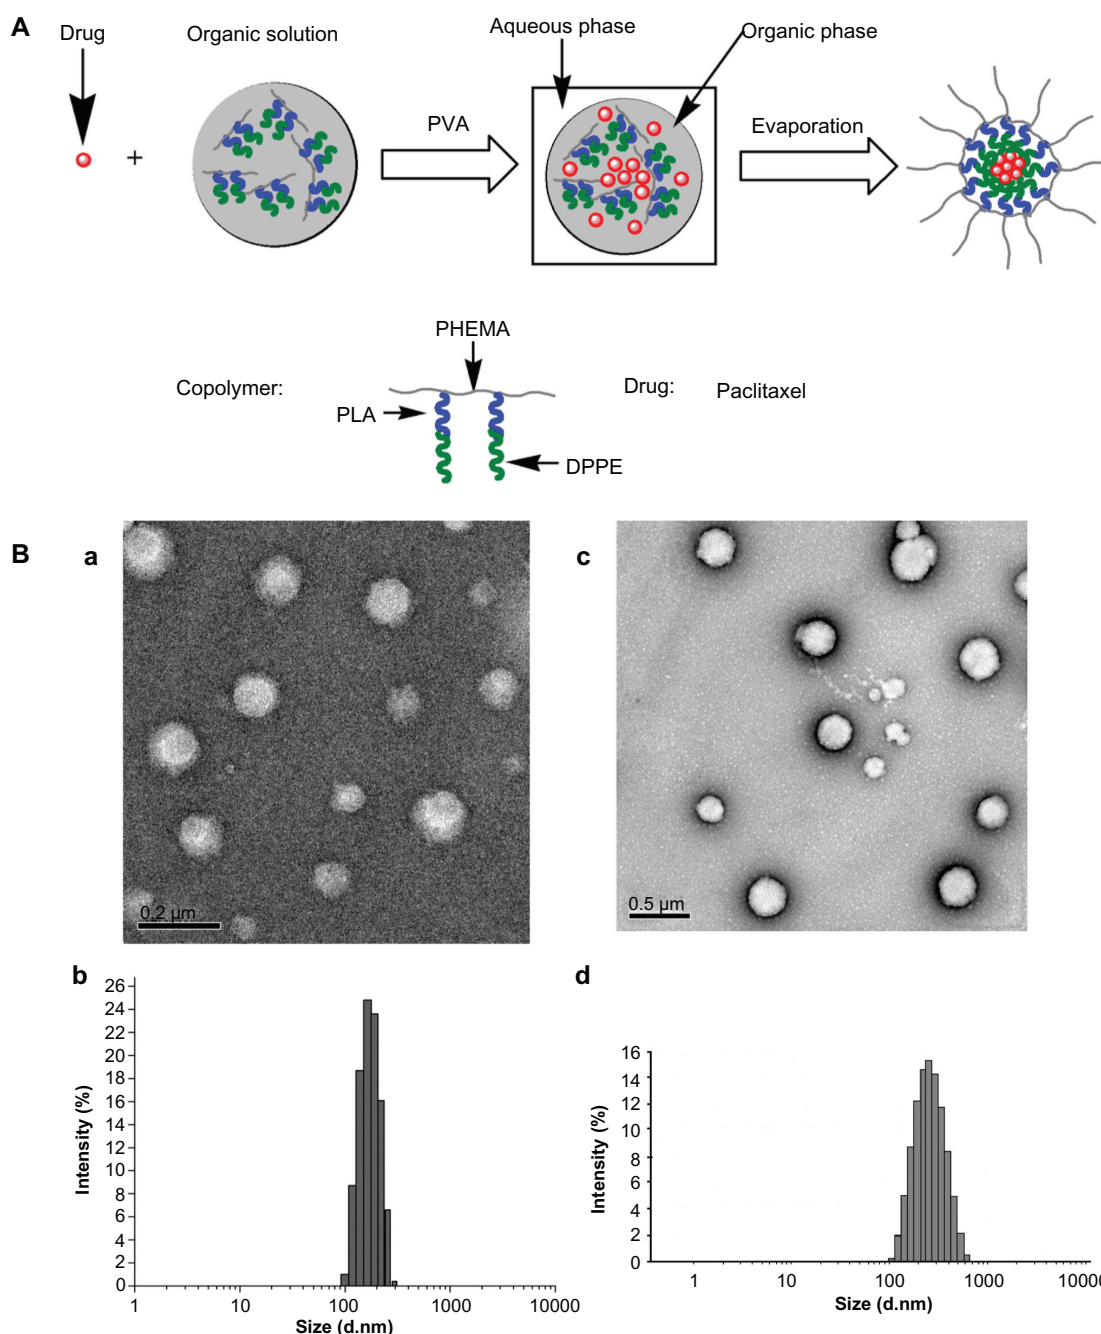 A
Drug
Organic solution
Aqueous phase
Organic phase
+
PVA
Evaporation
PHEMA
Copolymer:
Drug: Paclitaxel
PLA
DPPE
B
a
c
0.2 µm
0.5 µm
b
26
24
22
20
18
16
14
12
10
8
6
4
2
0
Intensity (%)
1 10 100 1000 10000
Size (d.nm)
d
16
14
12
10
8
6
4
2
0
Intensity (%)
1 10 100 1000 10000
Size (d.nm)